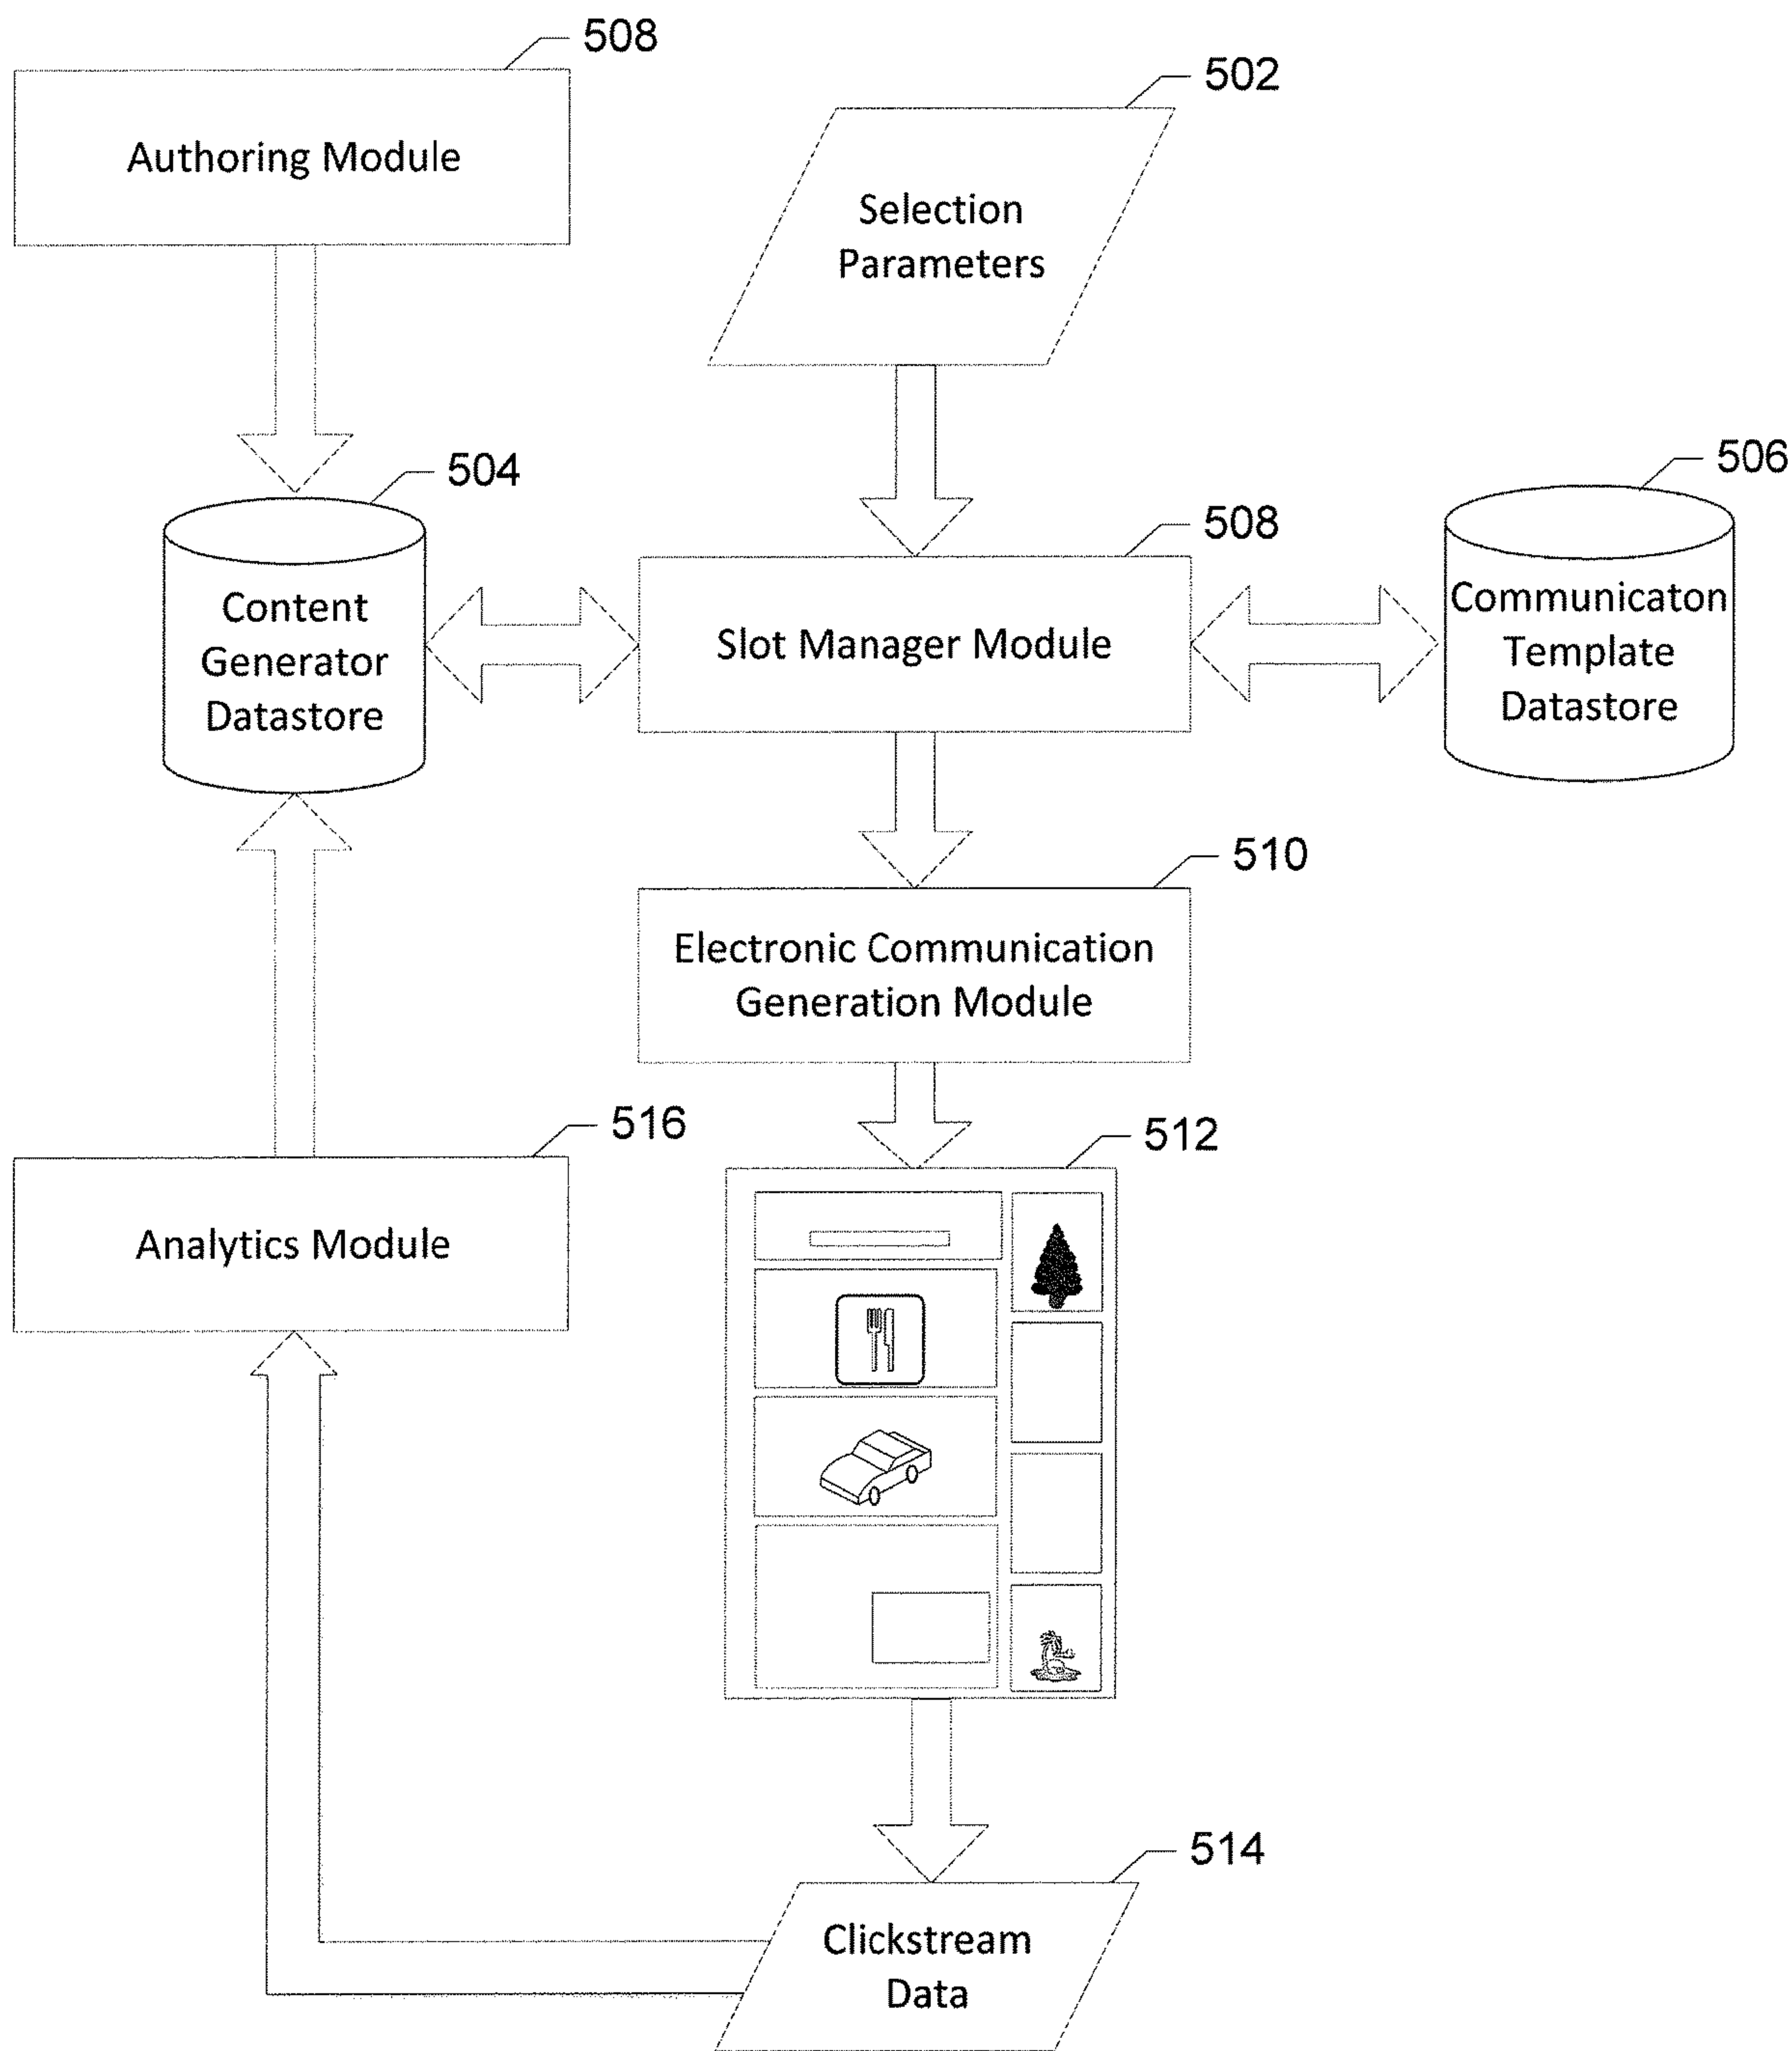 508
Authoring Module
502
Selection
Parameters
504
Content
Generator
Datastore
508
Slot Manager Module
506
Communicaton
Template
Datastore
510
Electronic Communication
Generation Module
516
Analytics Module
512
514
Clickstream
Data